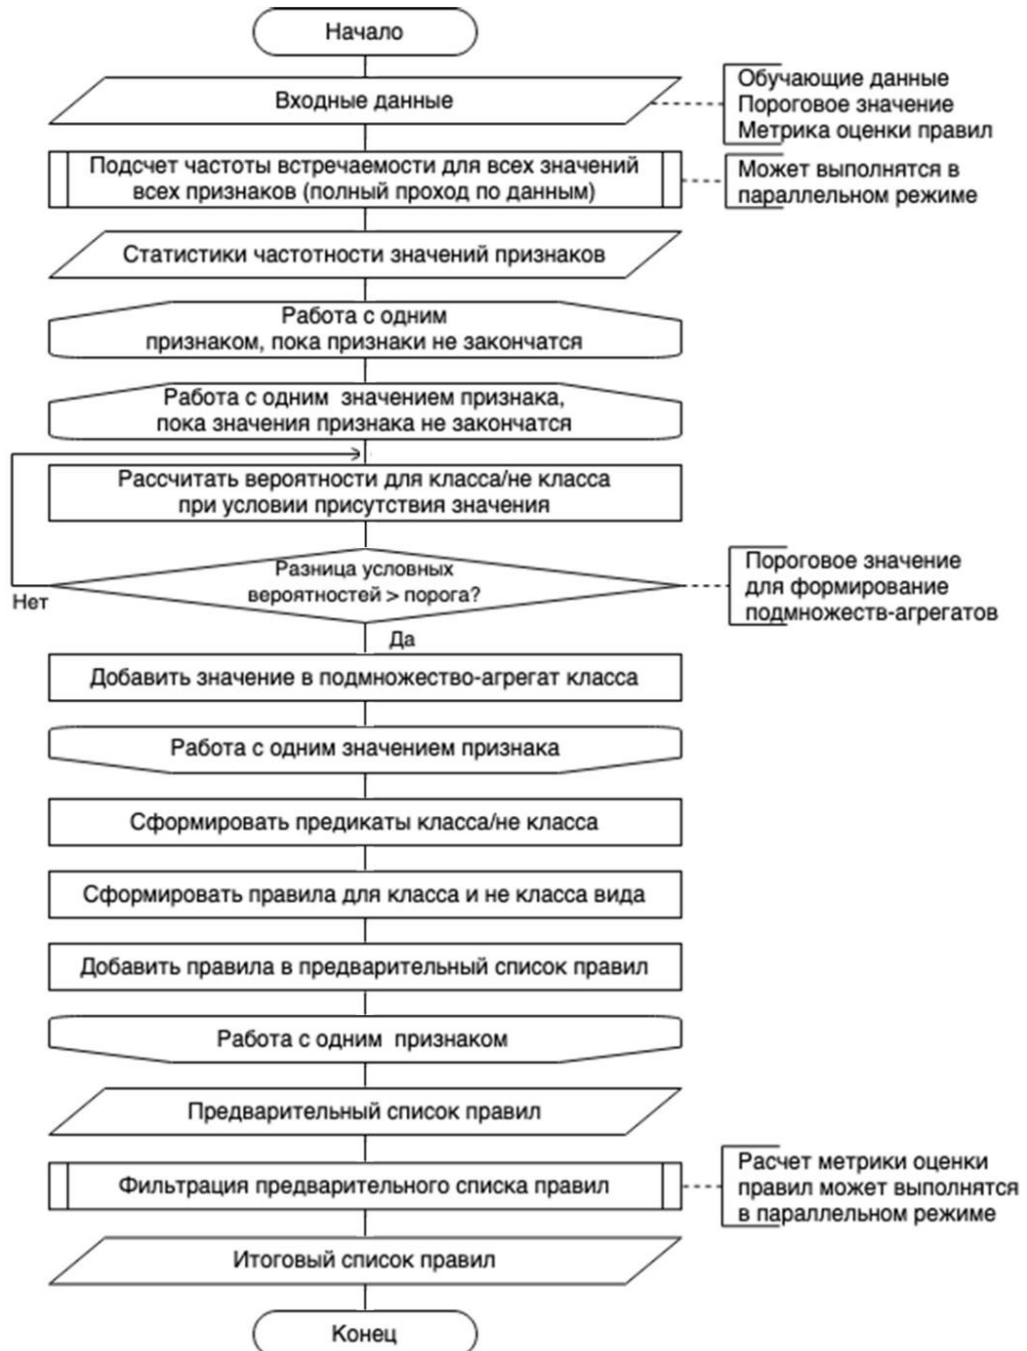 Начало
Входные данные
Обучающие данные
Пороговое значение
Метрика оценки правил
Подсчет частоты встречаемости для всех значений
всех признаков (полный проход по данным)
Может выполнятся в
параллельном режиме
Статистики частотности значений признаков
Работа с одним
признаком, пока признаки не закончатся
Работа с одним значением признака,
пока значения признака не закончатся
Рассчитать вероятности для класса/не класса
при условии присутствия значения
Разница условных
вероятностей > порога?
Пороговое значение
для формирование
подмножеств-агрегатов
Нет
Да
Добавить значение в подмножество-агрегат класса
Работа с одним значением признака
Сформировать предикаты класса/не класса
Сформировать правила для класса и не класса вида
Добавить правила в предварительный список правил
Работа с одним признаком
Предварительный список правил
Фильтрация предварительного списка правил
Расчет метрики оценки
правил может выполнятся
в параллельном режиме
Итоговый список правил
Конец